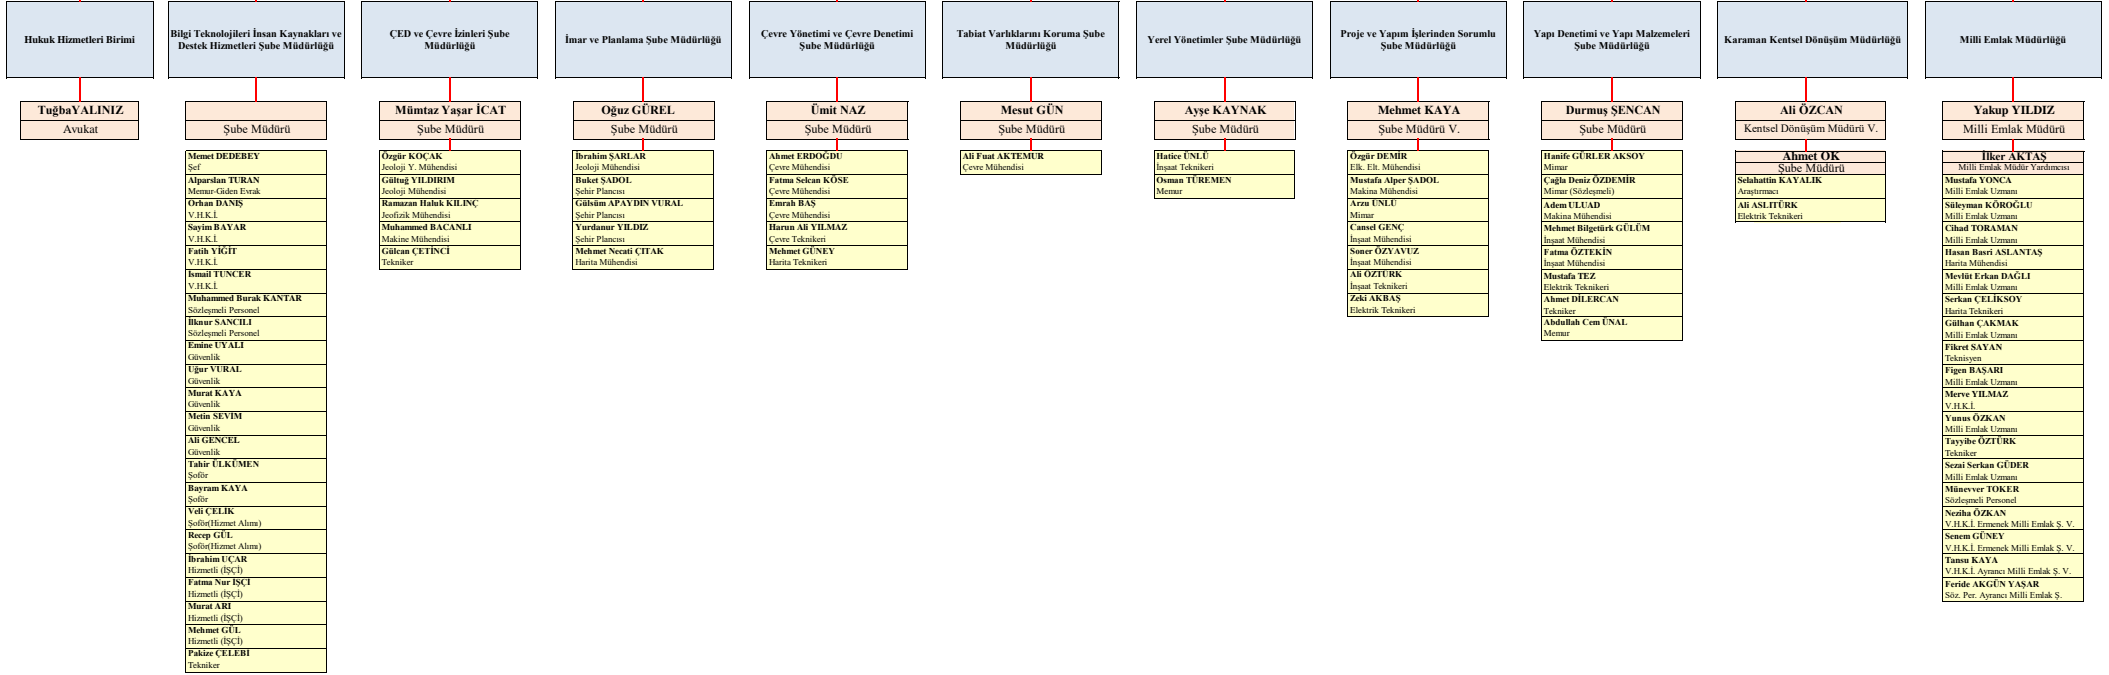 Hukuk Hizmetleri Birimi
TuğbaYALINIZ
Avukat
Bilgi Teknolojileri İnsan Kaynakları ve
Destek Hizmetleri Şube Müdürlüğü
Şube Müdürü
Memet DEDEBEY
Şef
Alparslan TURAN
Memur-Giden Evrak
Orhan DANIŞ
V.H.K.İ.
Sayim BAYAR
V.H.K.İ.
Fatih YİĞİT
V.H.K.İ.
İsmail TUNCER
V.H.K.İ.
Muhammed Burak KANTAR
Sözleşmeli Personel
İlknur SANCILI
Sözleşmeli Personel
Emine UYALI
Güvenlik
Uğur VURAL
Güvenlik
Murat KAYA
Güvenlik
Metin SEVİM
Güvenlik
Ali GENCEL
Güvenlik
Tahir ÜLKÜMEN
Şoför
Bayram KAYA
Şoför
Veli ÇELİK
Şoför(Hizmet Alımı)
Recep GÜL
Şoför(Hizmet Alımı)
İbrahim UÇAR
Hizmetli (İŞÇİ)
Fatma Nur İŞÇİ
Hizmetli (İŞÇİ)
Murat ARI
Hizmetli (İŞÇİ)
Mehmet GÜL
Hizmetli (İŞÇİ)
Pakize ÇELEBİ
Tekniker
ÇED ve Çevre İzinleri Şube
Müdürlüğü
Mümtaz Yaşar İCAT
Şube Müdürü
Özgür KOÇAK
Jeoloji Y. Mühendisi
Gültuğ YILDIRIM
Jeoloji Mühendisi
Ramazan Haluk KILINÇ
Jeofizik Mühendisi
Muhammed BACANLI
Makine Mühendisi
Gülcan ÇETİNCİ
Tekniker
İmar ve Planlama Şube Müdürlüğü
Oğuz GÜREL
Şube Müdürü
İbrahim ŞARLAR
Jeoloji Mühendisi
Buket ŞADOL
Şehir Plancısı
Gülsüm APAYDIN VURAL
Şehir Plancısı
Yurdanur YILDIZ
Şehir Plancısı
Mehmet Necati ÇITAK
Harita Mühendisi
Çevre Yönetimi ve Çevre Denetimi
Şube Müdürlüğü
Ümit NAZ
Şube Müdürü
Ahmet ERDOĞDU
Çevre Mühendisi
Fatma Selcan KÖSE
Çevre Mühendisi
Emrah BAŞ
Çevre Mühendisi
Harun Ali YILMAZ
Çevre Teknikeri
Mehmet GÜNEY
Harita Teknikeri
Tabiat Varlıklarını Koruma Şube
Müdürlüğü
Mesut GÜN
Şube Müdürü
Ali Fuat AKTEMUR
Çevre Mühendisi
Yerel Yönetimler Şube Müdürlüğü
Ayşe KAYNAK
Şube Müdürü
Hatice ÜNLÜ
İnşaat Teknikeri
Osman TÜREMEN
Memur
Proje ve Yapım İşlerinden Sorumlu
Şube Müdürlüğü
Mehmet KAYA
Şube Müdürü V.
Özgür DEMİR
Elk. Elt. Mühendisi
Mustafa Alper ŞADOL
Makina Mühendisi
Arzu ÜNLÜ
Mimar
Cansel GENÇ
İnşaat Mühendisi
Soner ÖZYAVUZ
İnşaat Mühendisi
Ali ÖZTÜRK
İnşaat Teknikeri
Zeki AKBAŞ
Elektrik Teknikeri
Yapı Denetimi ve Yapı Malzemeleri
Şube Müdürlüğü
Durmuş ŞENCAN
Şube Müdürü
Hanife GÜRLER AKSOY
Mimar
Çağla Deniz ÖZDEMİR
Mimar (Sözleşmeli)
Adem ULUAD
Makina Mühendisi
Mehmet Bilgetürk GÜLÜM
İnşaat Mühendisi
Fatma ÖZTEKİN
İnşaat Mühendisi
Mustafa TEZ
Elektrik Teknikeri
Ahmet DİLERCAN
Tekniker
Abdullah Cem ÜNAL
Memur
Karaman Kentsel Dönüşüm Müdürlüğü
Ali ÖZCAN
Kentsel Dönüşüm Müdürü V.
Ahmet OK
Şube Müdürü
Selahattin KAYALIK
Araştırmacı
Ali ASLITÜRK
Elektrik Teknikeri
Milli Emlak Müdürlüğü
Yakup YILDIZ
Milli Emlak Müdürü
İlker AKTAŞ
Milli Emlak Müdür Yardımcısı
Mustafa YONCA
Milli Emlak Uzmanı
Süleyman KÖROĞLU
Milli Emlak Uzmanı
Cihad TORAMAN
Milli Emlak Uzmanı
Hasan Basri ASLANTAŞ
Harita Mühendisi
Mevlüt Erkan DAĞLI
Milli Emlak Uzmanı
Serkan ÇELİKSOY
Harita Teknikeri
Gülhan ÇAKMAK
Milli Emlak Uzmanı
Fikret SAYAN
Teknisyen
Figen BAŞARI
Milli Emlak Uzmanı
Merve YILMAZ
V.H.K.İ.
Yunus ÖZKAN
Milli Emlak Uzmanı
Tayyibe ÖZTÜRK
Tekniker
Sezai Serkan GÜDER
Milli Emlak Uzmanı
Münevver TOKER
Sözleşmeli Personel
Neziha ÖZKAN
V.H.K.İ. Ermenek Milli Emlak Ş. V.
Senem GÜNEY
V.H.K.İ. Ermenek Milli Emlak Ş. V.
Tansu KAYA
V.H.K.İ. Ayrancı Milli Emlak Ş. V.
Feride AKGÜN YAŞAR
Söz. Per. Ayrancı Milli Emlak Ş.